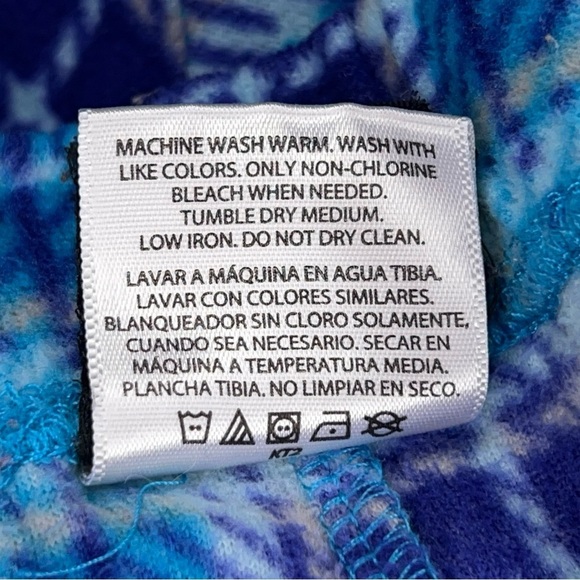 MACHINE WASH WARM. WASH WITH
LIKE COLORS. ONLY NON-CHLORINE
BLEACH WHEN NEEDED.
TUMBLE DRY MEDIUM.
LOW IRON. DO NOT DRY CLEAN.
LAVAR A MÁQUINA EN AGUA TIBIA.
LAVAR CON COLORES SIMILARES.
BLANQUEADOR SIN CLORO SOLAMENTE,
CUANDO SEA NECESARIO. SECAR EN
MÁQUINA A TEMPERATURA MEDIA.
PLANCHA TIBIA. NO LIMPIAR EN SECO.